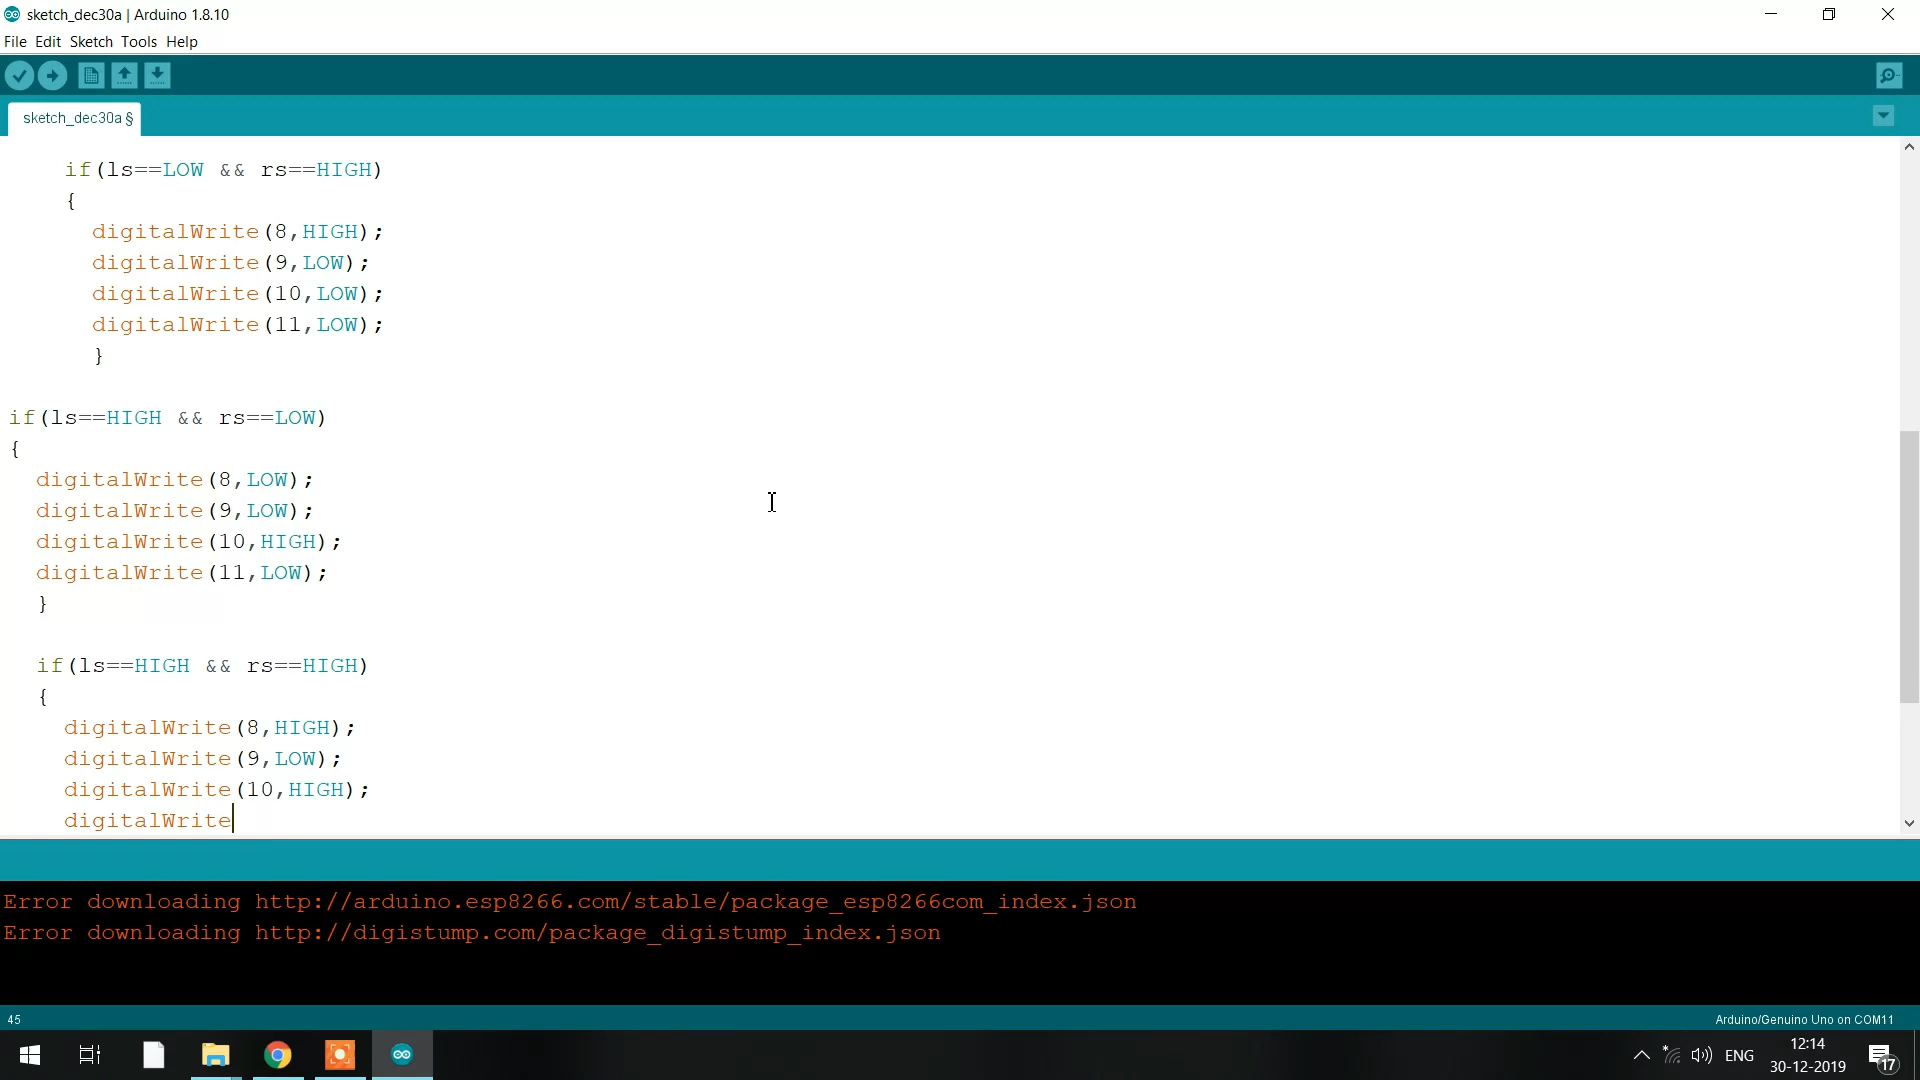 sketch_dec30a | Arduino 1.8.10
File Edit Sketch Tools Help
sketch_dec30a §
if(ls==LOW && rs==HIGH)
{
digitalWrite(8,HIGH);
digitalWrite(9,LOW);
digitalWrite(10,LOW);
digitalWrite(11,LOW);
}
if(ls==HIGH && rs==LOW)
{
digitalWrite(8,LOW);
digitalWrite(9,LOW);
digitalWrite(10,HIGH);
digitalWrite(11,LOW);
}
if(ls==HIGH && rs==HIGH)
{
digitalWrite(8,HIGH);
digitalWrite(9,LOW);
digitalWrite(10,HIGH);
digitalWrite
Error downloading http://arduino.esp8266.com/stable/package_esp8266com_index.json
Error downloading http://digistump.com/package_digistump_index.json
45
Arduino/Genuino Uno on COM11
ENG
12:14
30-12-2019
17